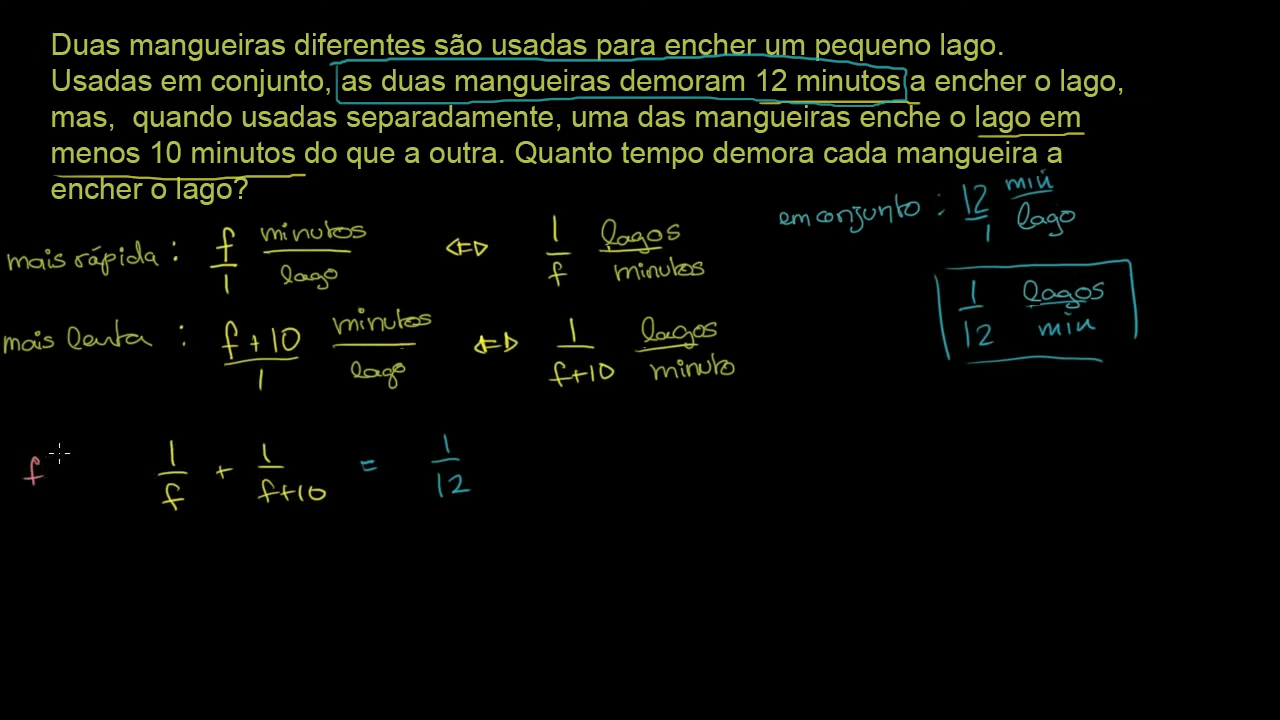 Duas mangueiras diferentes são usadas para encher um pequeno lago.
Usadas em conjunto, as duas mangueiras demoram 12 minutos a encher o lago,
mas, quando usadas separadamente, uma das mangueiras enche o lago em
menos 10 minutos do que a outra. Quanto tempo demora cada mangueira a
encher o lago?
em conjunto : 12/1 min/lago
mais rápida : f/1 minutos/lago <=> 1/f lagos/minutos
1/12 lagos/min
mais lenta : f+10/1 minutos/lago <=> 1/f+10 lagos/minuto
f 1/f + 1/f+10 = 1/12